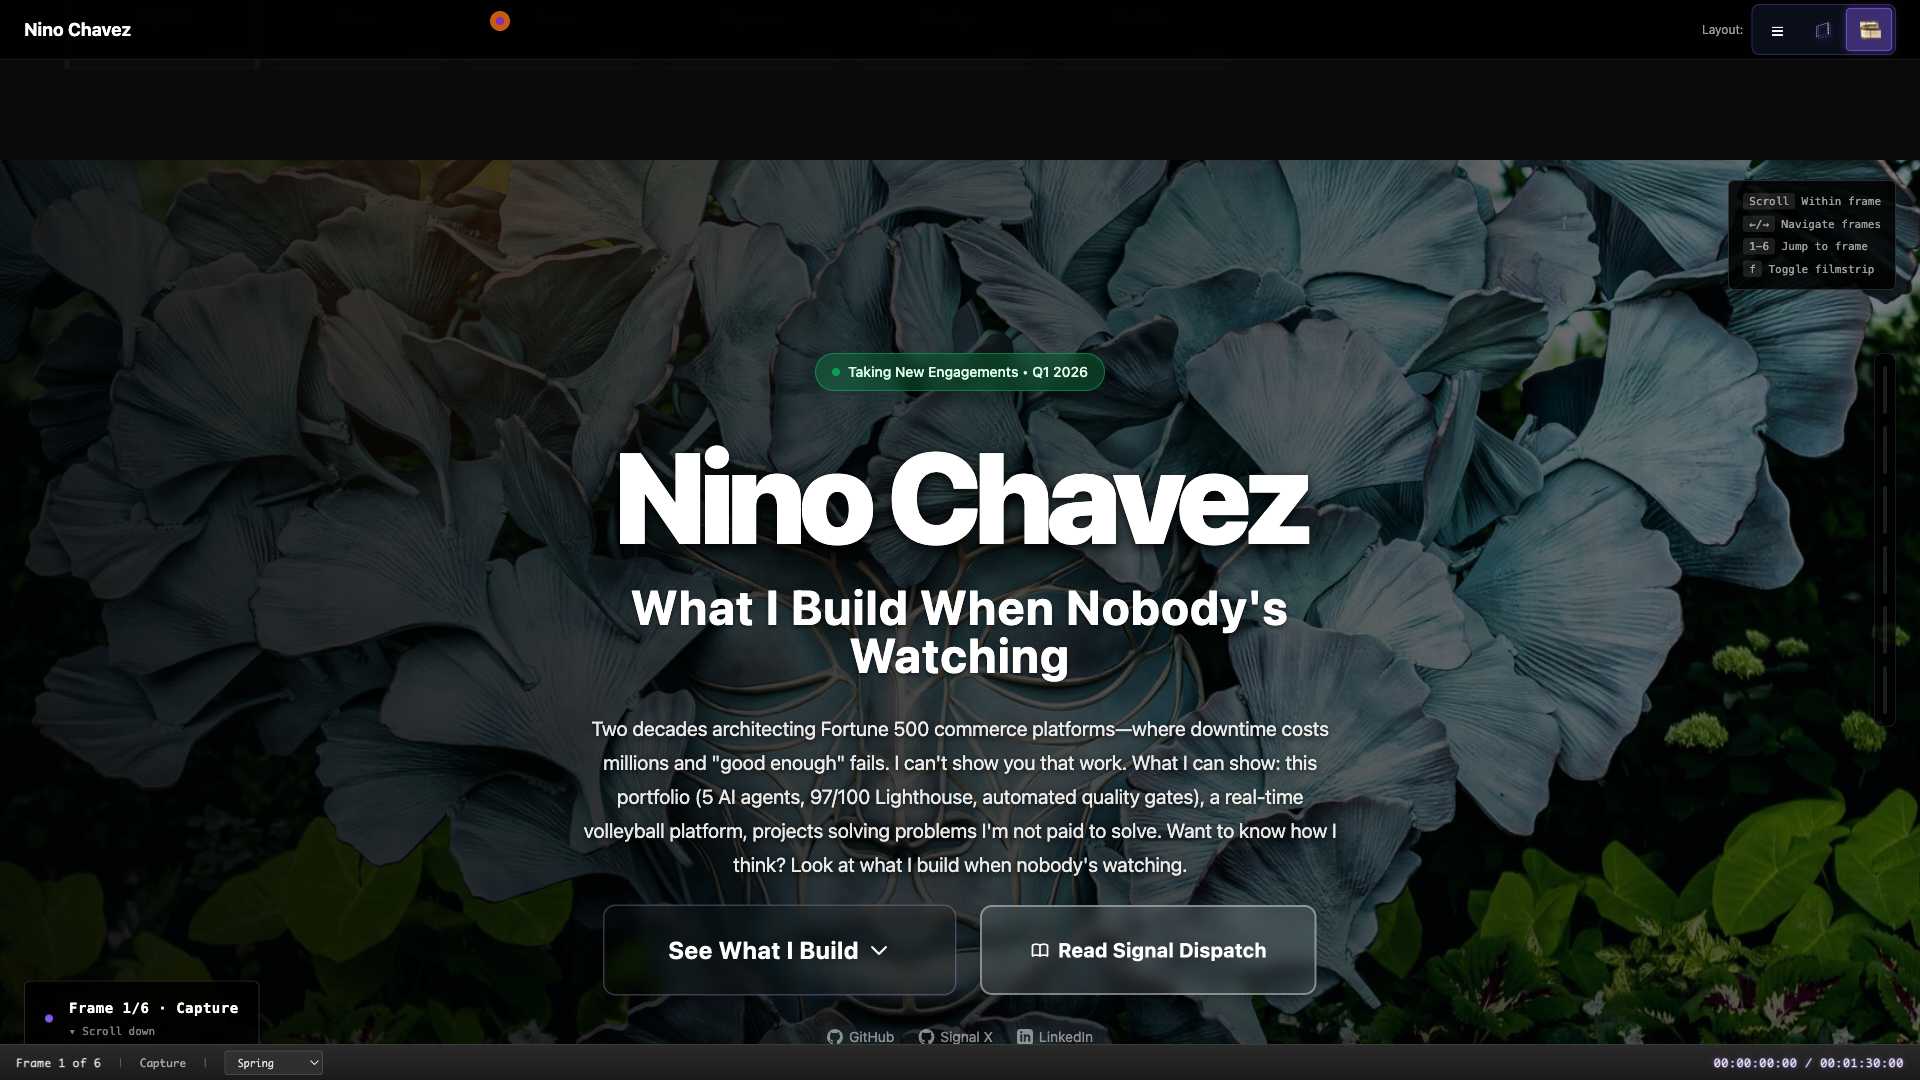 Nino Chavez
Layout:
Scroll Within frame
←/→ Navigate frames
1–6 Jump to frame
f Toggle filmstrip
Taking New Engagements • Q1 2026
Nino Chavez
What I Build When Nobody's
Watching
Two decades architecting Fortune 500 commerce platforms—where downtime costs
millions and "good enough" fails. I can't show you that work. What I can show: this
portfolio (5 AI agents, 97/100 Lighthouse, automated quality gates), a real-time
volleyball platform, projects solving problems I'm not paid to solve. Want to know how I
think? Look at what I build when nobody's watching.
See What I Build
Read Signal Dispatch
Frame 1/6 · Capture
▾ Scroll down
GitHub Signal X LinkedIn
Frame 1 of 6 | Capture | Spring
00:00:00:00 / 00:01:30:00